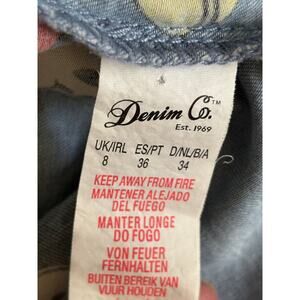 Denim Co.™
Est. 1969
UK/IRL ES/PT D/NL/B/A
8 36 34
KEEP AWAY FROM FIRE
MANTENER ALEJADO
DEL FUEGO
MANTER LONGE
DO FOGO
VON FEUER
FERNHALTEN
BUITEN BEREIK VAN
VUUR HOUDEN